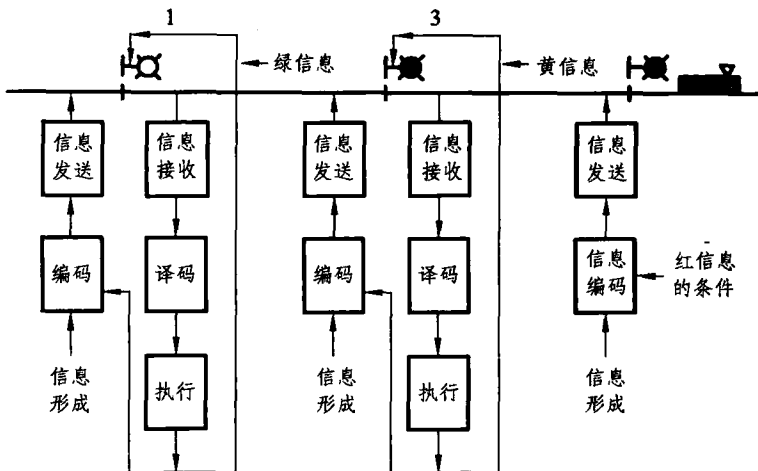 1
3
绿信息
黄信息
信息
发送
信息
接收
信息
发送
信息
接收
信息
发送
编码
译码
编码
译码
信息
编码
红信息
的条件
信息
形成
执行
信息
形成
执行
信息
形成